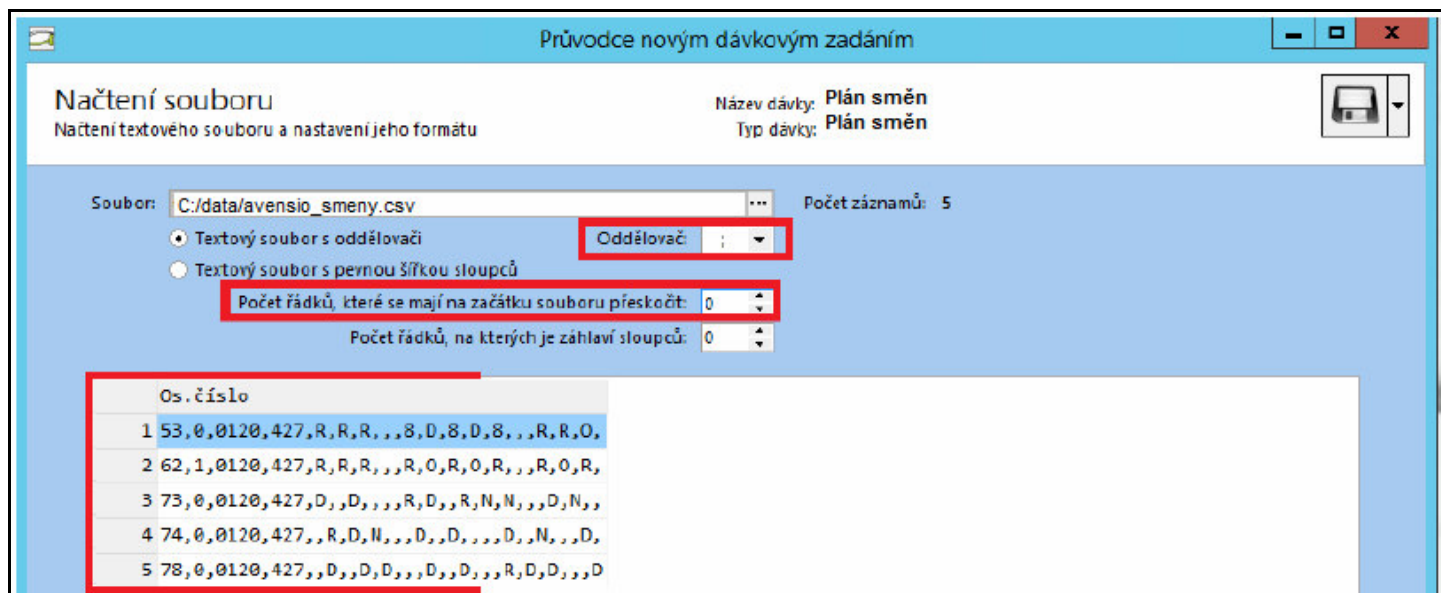 Průvodce novým dávkovým zadáním
Načtení souboru
Název dávky: Plán směn
Načtení textového souboru a nastavení jeho formátu
Typ dávky: Plán směn
Soubor: C:/data/avensio_smeny.csv ... Počet záznamů: 5
Textový soubor s oddělovači Oddělovač: ;
Textový soubor s pevnou šířkou sloupců
Počet řádků, které se mají na začátku souboru přeskočit: 0
Počet řádků, na kterých je záhlaví sloupců: 0
Os.číslo
1 53,0,0120,427,R,R,R,,,8,D,8,D,8,,,R,R,O,
2 62,1,0120,427,R,R,R,,,R,O,R,O,R,,,R,O,R,
3 73,0,0120,427,D,,D,,,,R,D,,R,N,N,,,D,N,,
4 74,0,0120,427,,R,D,N,,,D,,D,,,,D,,N,,,D,
5 78,0,0120,427,,D,,D,D,,,D,,D,,,R,D,D,,,D